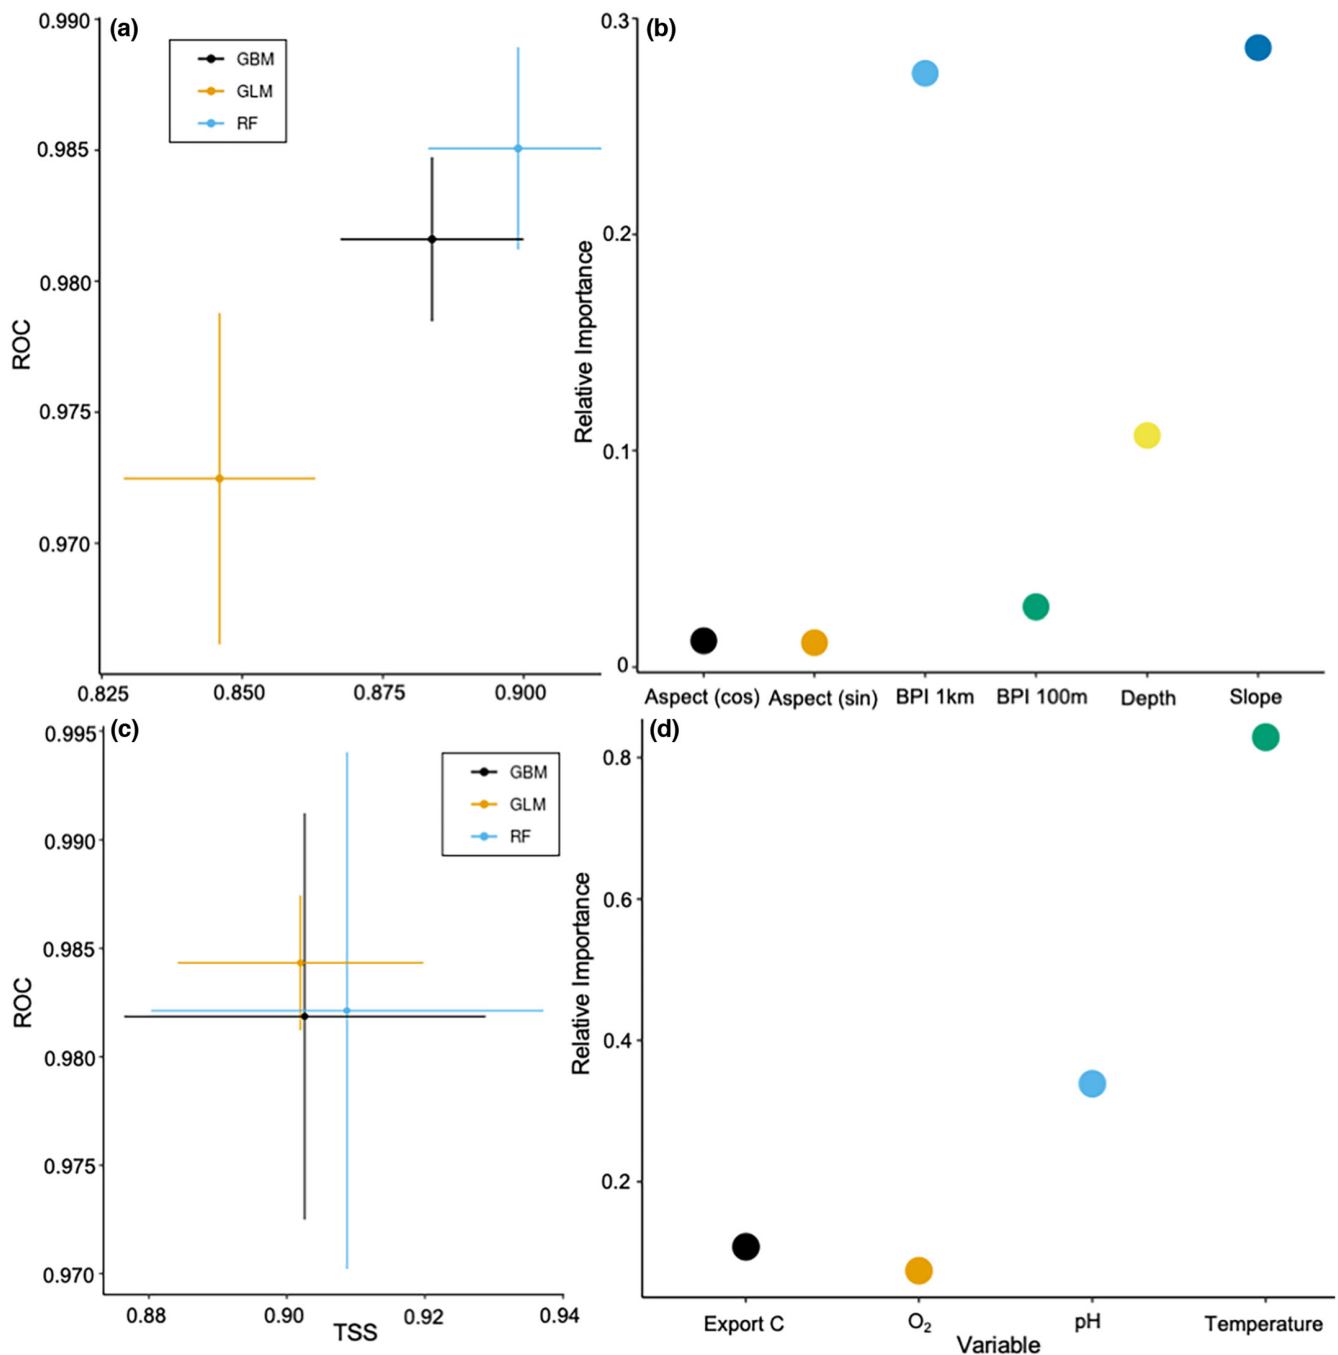 (a)
GBM
GLM
RF
0.990
0.985
0.980
0.975
0.970
ROC
0.825 0.850 0.875 0.900
(b)
0.3
0.2
0.1
0
Relative Importance
Aspect (cos) Aspect (sin) BPI 1km BPI 100m Depth Slope
(c)
GBM
GLM
RF
0.995
0.990
0.985
0.980
0.975
0.970
ROC
0.88 0.90 0.92 0.94
TSS
(d)
0.8
0.6
0.4
0.2
Relative Importance
Export C O₂ pH Temperature
Variable